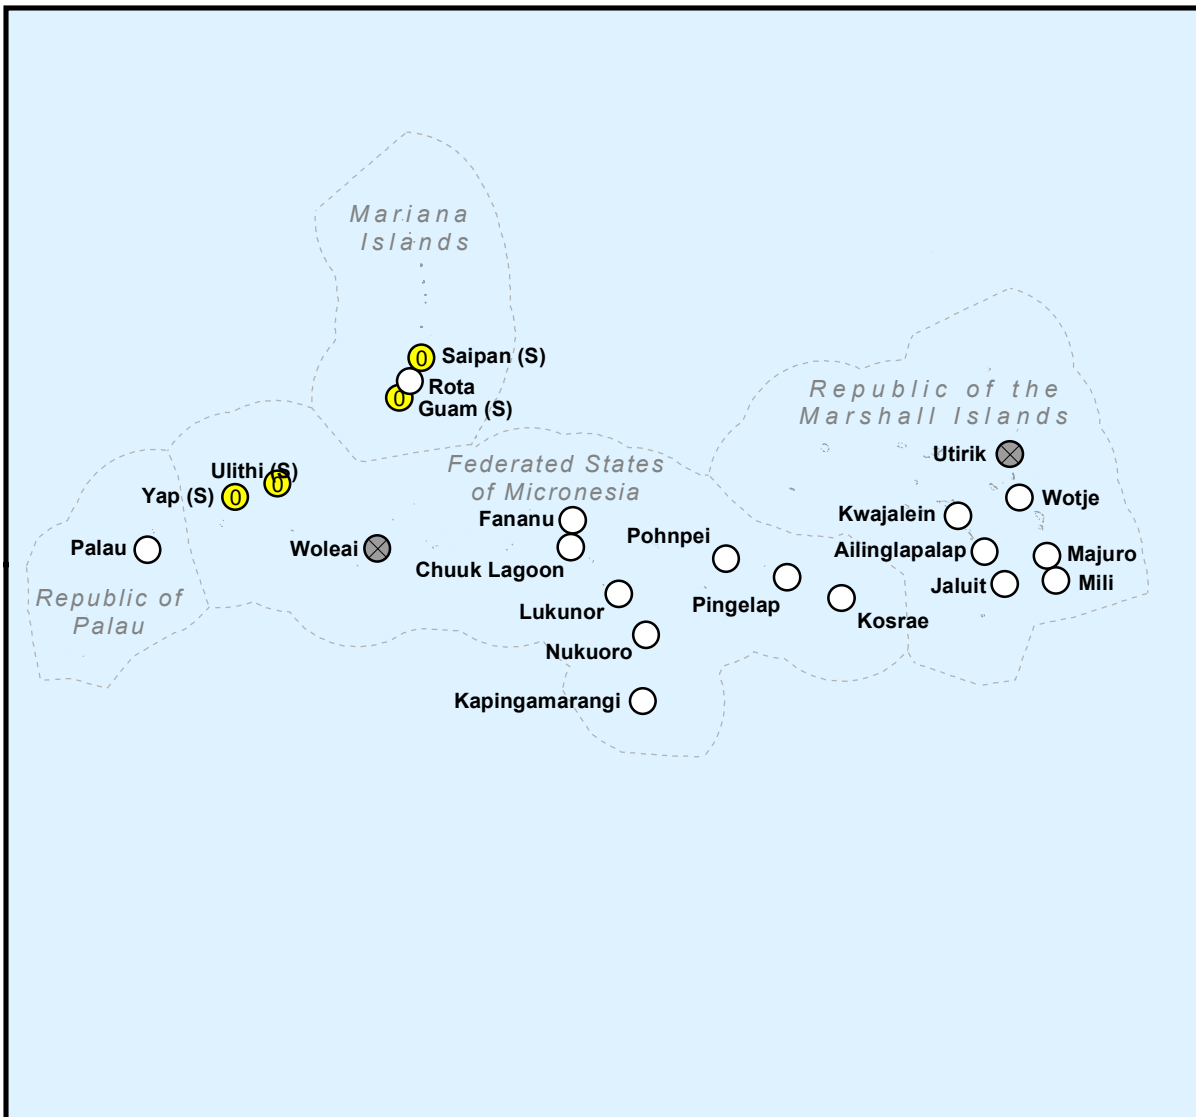 Mariana
Islands
0 Saipan (S)
Rota
0 Guam (S)
Republic of the
Marshall Islands
Utirik
Ulithi (S)
0
Yap (S) 0
Federated States
of Micronesia
Wotje
Kwajalein
Fananu
Pohnpei
Palau
Woleai
Chuuk Lagoon
Ailinglapalap
Majuro
Jaluit
Mili
Republic of
Palau
Lukunor
Pingelap
Kosrae
Nukuoro
Kapingamarangi